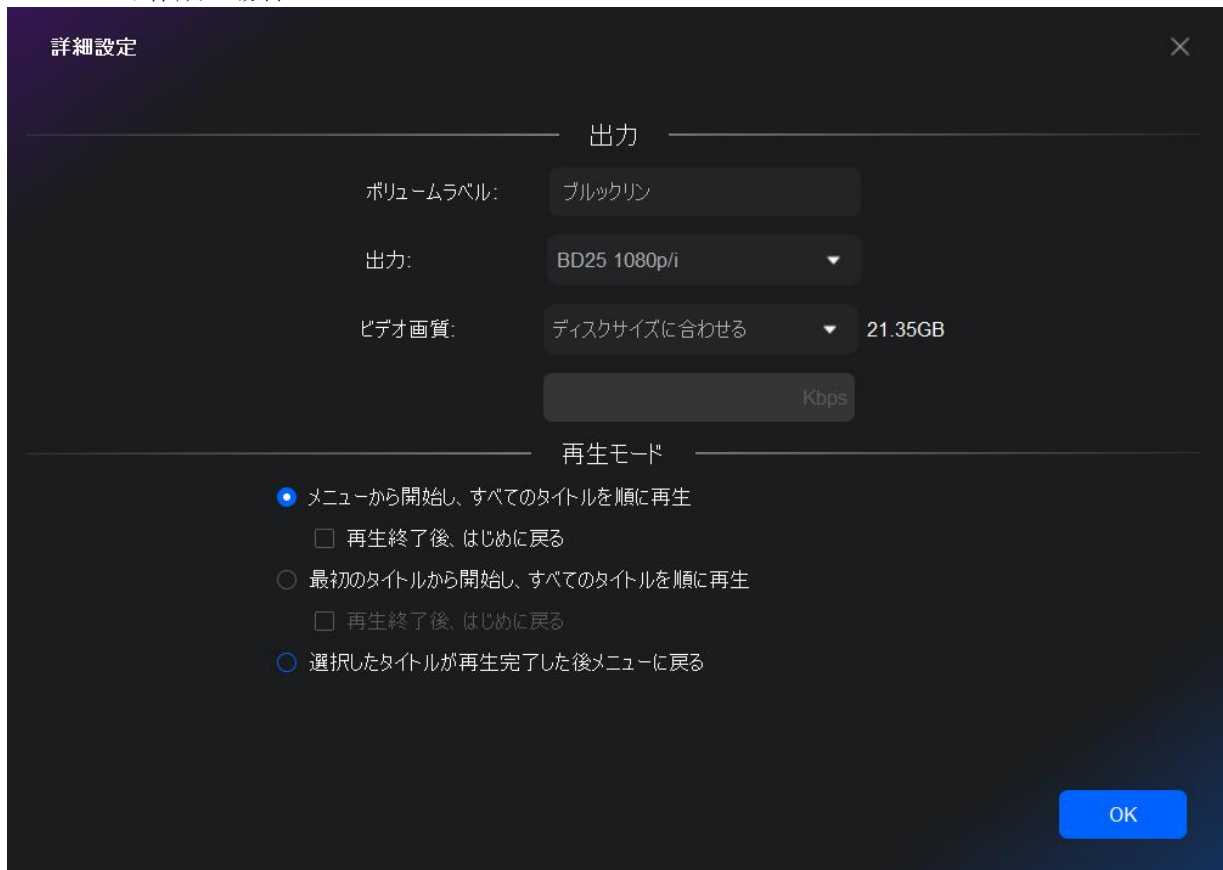 詳細設定
出力
ボリュームラベル: ブルックリン
出力: BD25 1080p/i
ビデオ画質: ディスクサイズに合わせる 21.35GB
Kbps
再生モード
メニューから開始し、すべてのタイトルを順に再生
再生終了後、はじめに戻る
最初のタイトルから開始し、すべてのタイトルを順に再生
再生終了後、はじめに戻る
選択したタイトルが再生完了した後メニューに戻る
OK